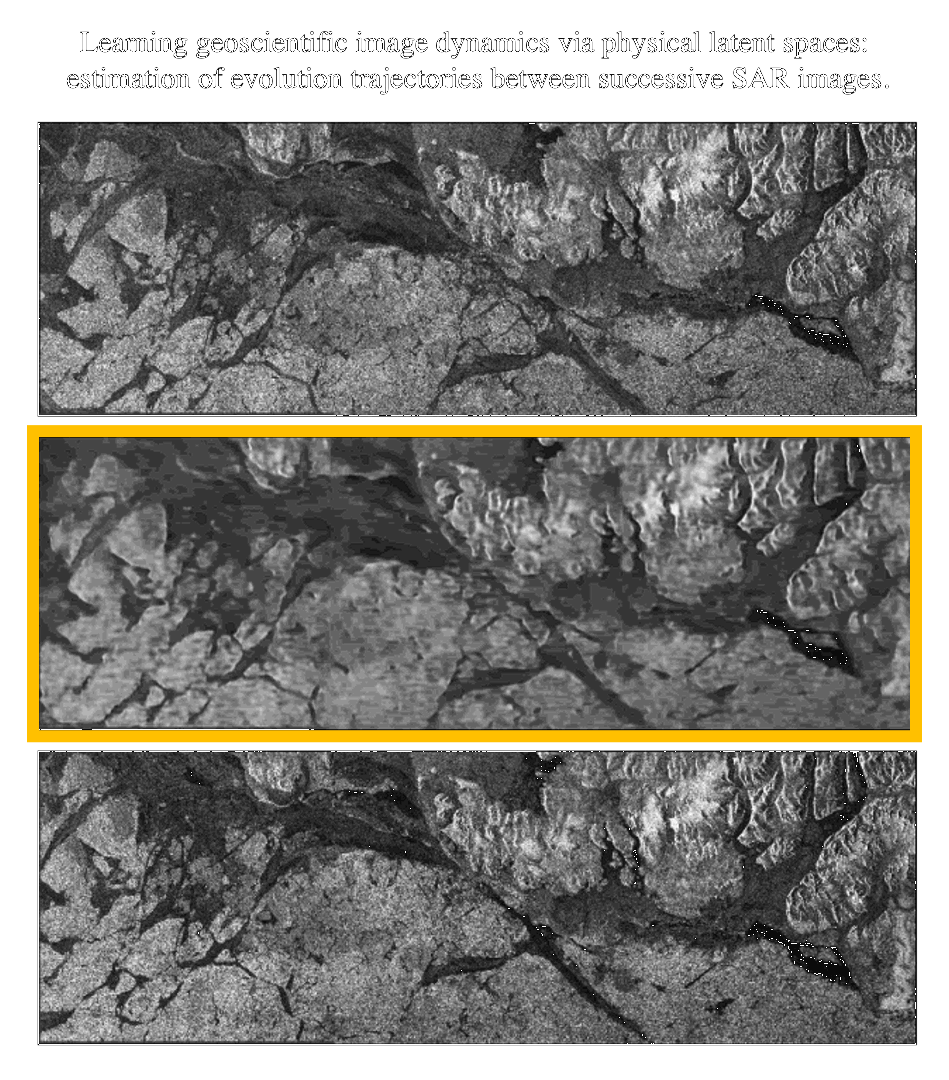 Learning geoscientific image dynamics via physical latent spaces:
estimation of evolution trajectories between successive SAR images.